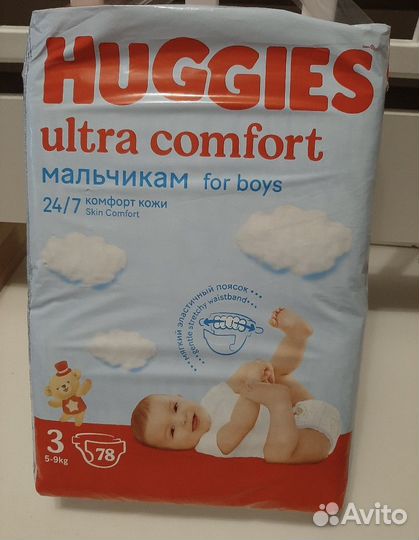 HUGGIES
ultra comfort
мальчикам for boys
24/7 комфорт кожи
Skin Comfort
мягкий эластичный поясок
gentle stretchy waistband
3
78
5-9kg
Avito